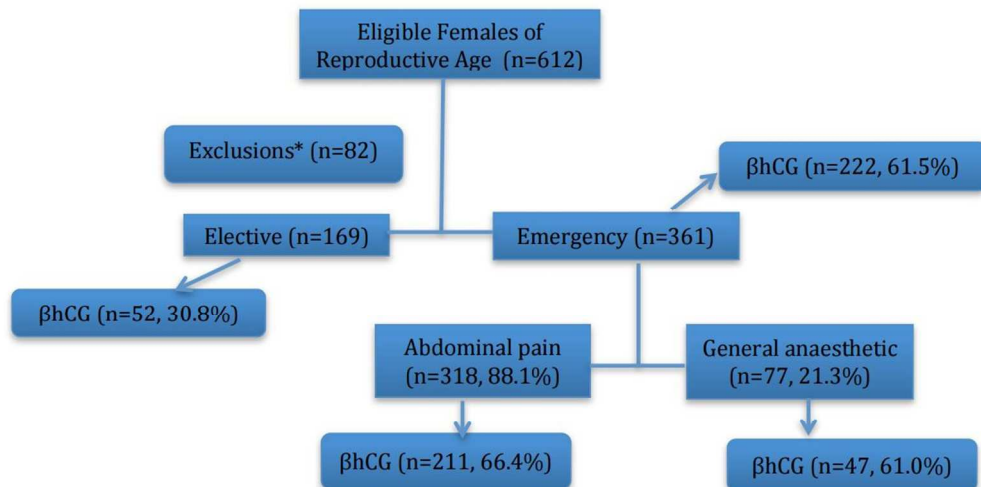 Eligible Females of
Reproductive Age (n=612)
Exclusions* (n=82)
βhCG (n=222, 61.5%)
Elective (n=169)
Emergency (n=361)
βhCG (n=52, 30.8%)
Abdominal pain
(n=318, 88.1%)
General anaesthetic
(n=77, 21.3%)
βhCG (n=211, 66.4%)
βhCG (n=47, 61.0%)